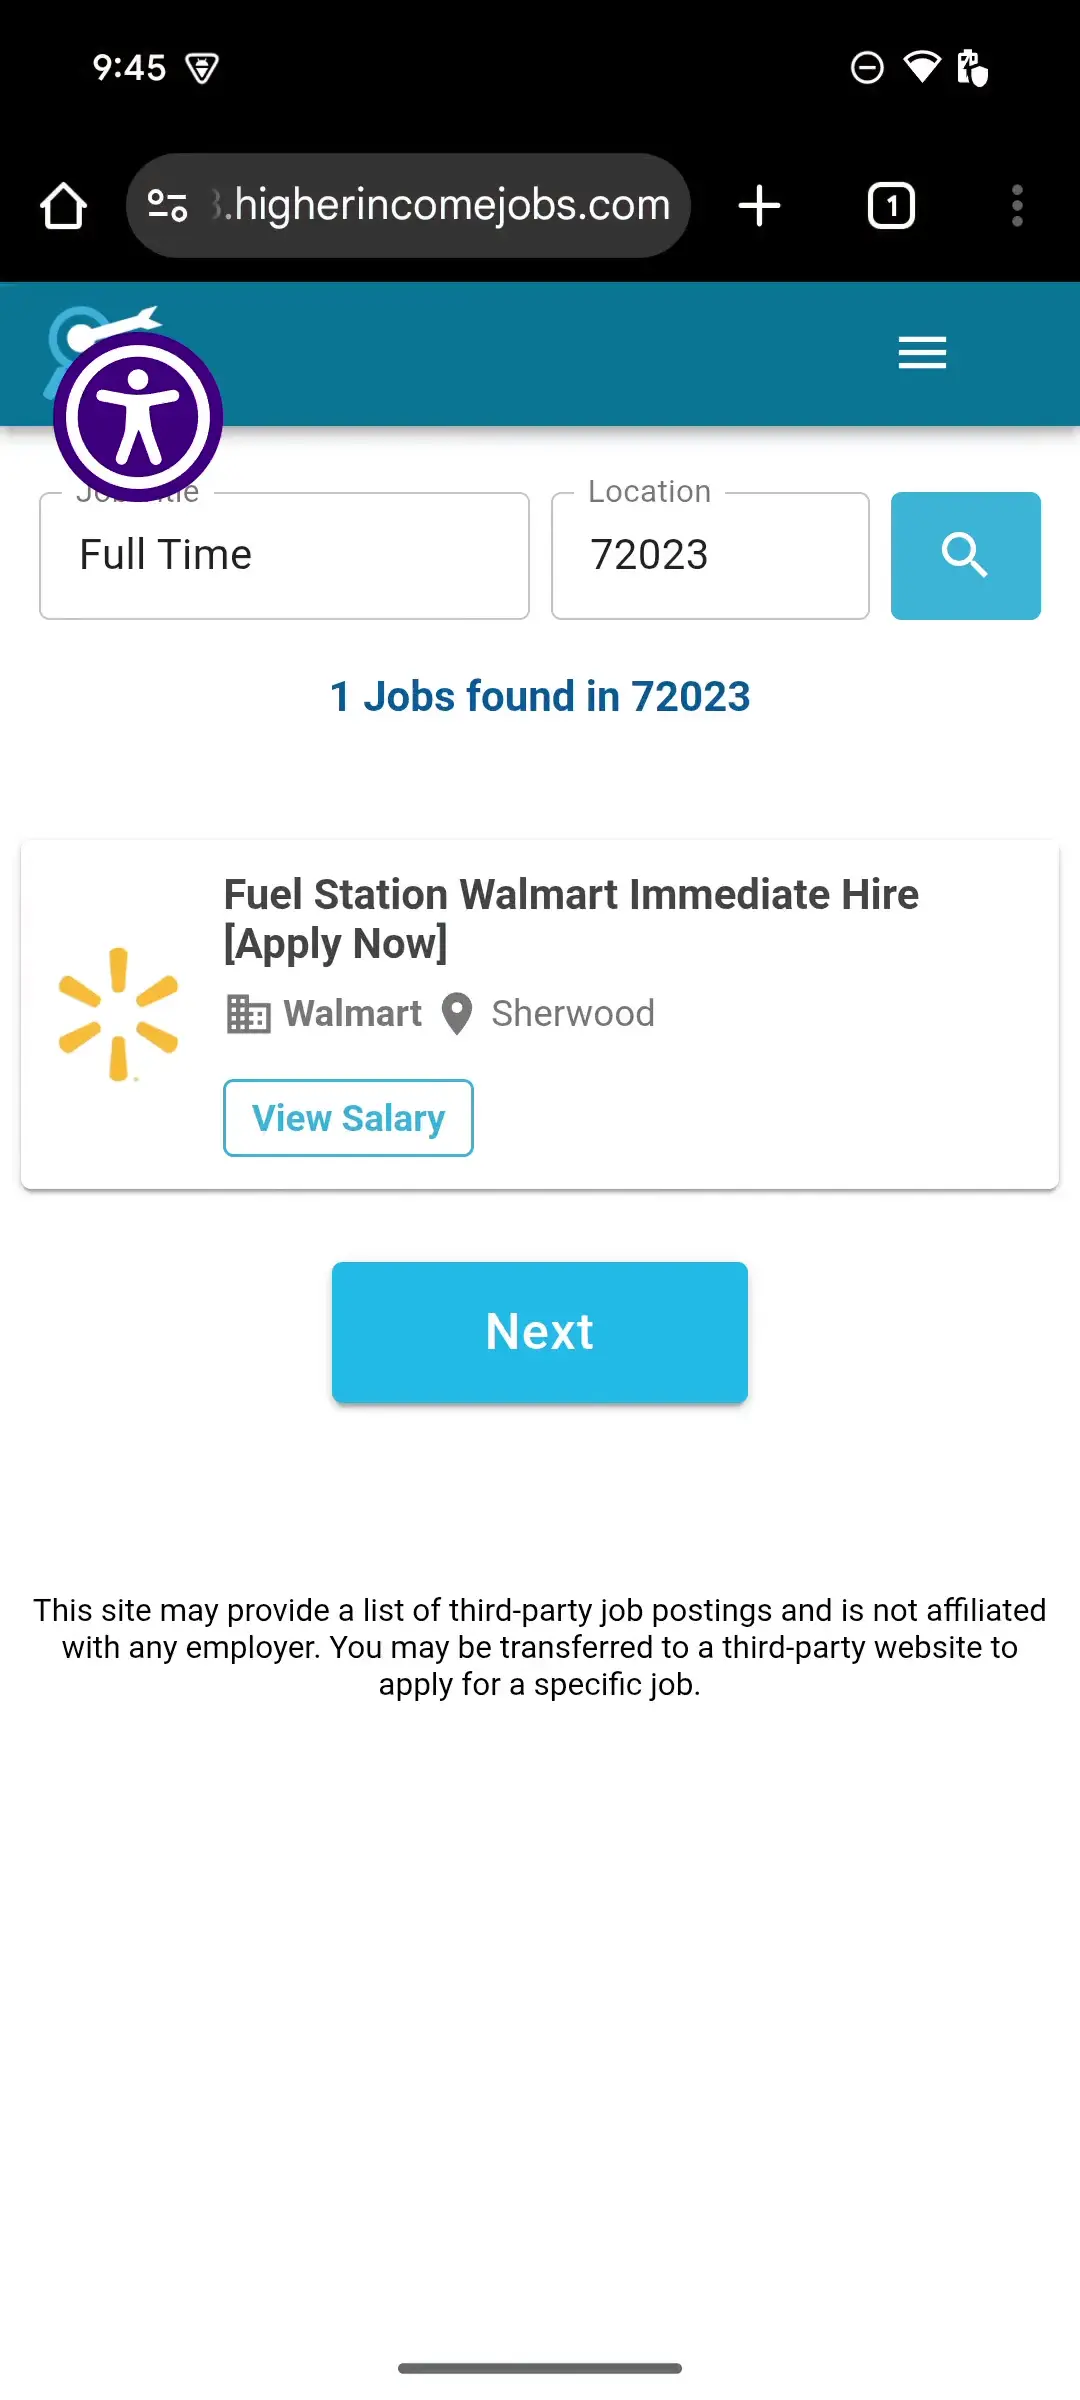 9:45
.higherincomejobs.com
1
Full Time
Location
72023
1 Jobs found in 72023
Fuel Station Walmart Immediate Hire
[Apply Now]
Walmart Sherwood
View Salary
Next
This site may provide a list of third-party job postings and is not affiliated
with any employer. You may be transferred to a third-party website to
apply for a specific job.